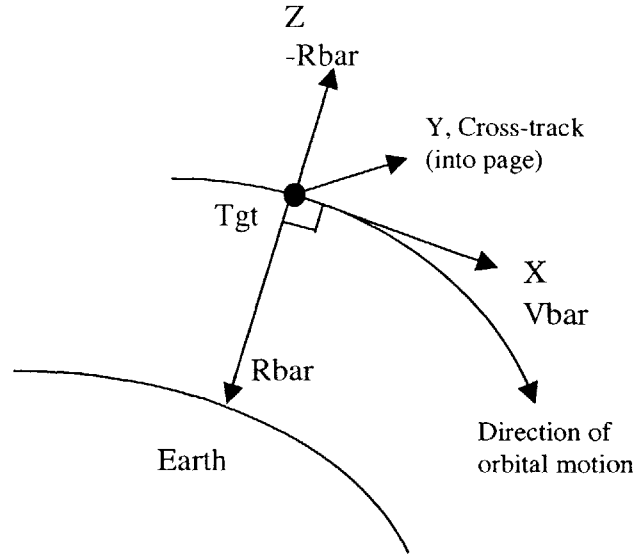 Z
-Rbar
Y, Cross-track
(into page)
Tgt
X
Vbar
Rbar
Direction of
orbital motion
Earth